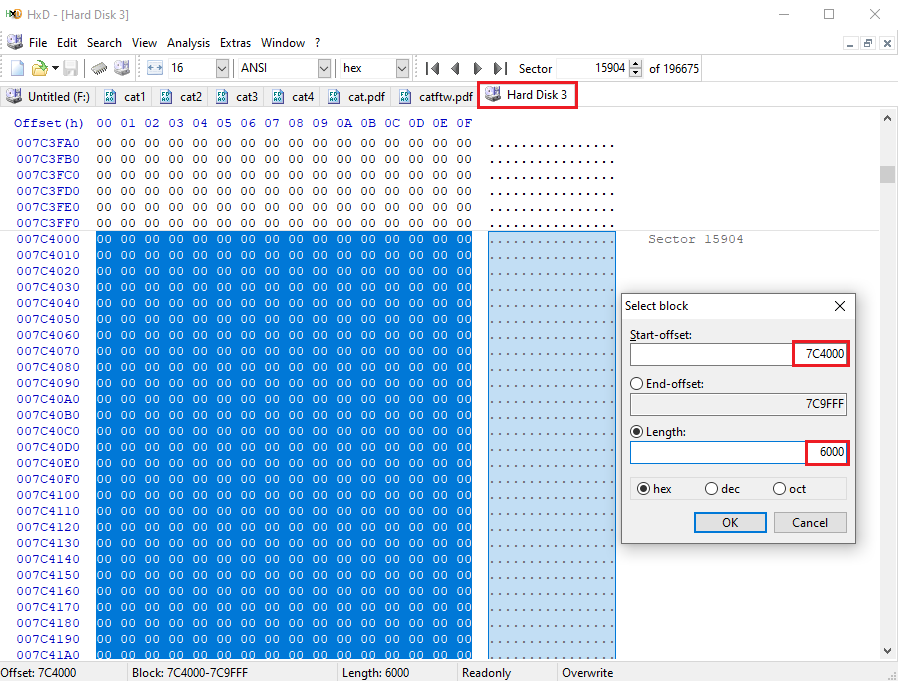 HxD - [Hard Disk 3]
File Edit Search View Analysis Extras Window ?
16 ANSI hex Sector 15904 of 196675
Untitled (F:) cat1 cat2 cat3 cat4 cat.pdf catftw.pdf Hard Disk 3
Offset(h) 00 01 02 03 04 05 06 07 08 09 0A 0B 0C 0D 0E 0F
007C3FA0 00 00 00 00 00 00 00 00 00 00 00 00 00 00 00 00 ................
007C3FB0 00 00 00 00 00 00 00 00 00 00 00 00 00 00 00 00 ................
007C3FC0 00 00 00 00 00 00 00 00 00 00 00 00 00 00 00 00 ................
007C3FD0 00 00 00 00 00 00 00 00 00 00 00 00 00 00 00 00 ................
007C3FE0 00 00 00 00 00 00 00 00 00 00 00 00 00 00 00 00 ................
007C3FF0 00 00 00 00 00 00 00 00 00 00 00 00 00 00 00 00 ................
007C4000 00 00 00 00 00 00 00 00 00 00 00 00 00 00 00 00 ................ Sector 15904
007C4010 00 00 00 00 00 00 00 00 00 00 00 00 00 00 00 00 ................
007C4020 00 00 00 00 00 00 00 00 00 00 00 00 00 00 00 00 ................
007C4030 00 00 00 00 00 00 00 00 00 00 00 00 00 00 00 00 ................
007C4040 00 00 00 00 00 00 00 00 00 00 00 00 00 00 00 00 ................
007C4050 00 00 00 00 00 00 00 00 00 00 00 00 00 00 00 00 ................
007C4060 00 00 00 00 00 00 00 00 00 00 00 00 00 00 00 00 ................
007C4070 00 00 00 00 00 00 00 00 00 00 00 00 00 00 00 00 ................
007C4080 00 00 00 00 00 00 00 00 00 00 00 00 00 00 00 00 ................
007C4090 00 00 00 00 00 00 00 00 00 00 00 00 00 00 00 00 ................
007C40A0 00 00 00 00 00 00 00 00 00 00 00 00 00 00 00 00 ................
007C40B0 00 00 00 00 00 00 00 00 00 00 00 00 00 00 00 00 ................
007C40C0 00 00 00 00 00 00 00 00 00 00 00 00 00 00 00 00 ................
007C40D0 00 00 00 00 00 00 00 00 00 00 00 00 00 00 00 00 ................
007C40E0 00 00 00 00 00 00 00 00 00 00 00 00 00 00 00 00 ................
007C40F0 00 00 00 00 00 00 00 00 00 00 00 00 00 00 00 00 ................
007C4100 00 00 00 00 00 00 00 00 00 00 00 00 00 00 00 00 ................
007C4110 00 00 00 00 00 00 00 00 00 00 00 00 00 00 00 00 ................
007C4120 00 00 00 00 00 00 00 00 00 00 00 00 00 00 00 00 ................
007C4130 00 00 00 00 00 00 00 00 00 00 00 00 00 00 00 00 ................
007C4140 00 00 00 00 00 00 00 00 00 00 00 00 00 00 00 00 ................
007C4150 00 00 00 00 00 00 00 00 00 00 00 00 00 00 00 00 ................
007C4160 00 00 00 00 00 00 00 00 00 00 00 00 00 00 00 00 ................
007C4170 00 00 00 00 00 00 00 00 00 00 00 00 00 00 00 00 ................
007C4180 00 00 00 00 00 00 00 00 00 00 00 00 00 00 00 00 ................
007C4190 00 00 00 00 00 00 00 00 00 00 00 00 00 00 00 00 ................
007C41A0 00 00 00 00 00 00 00 00 00 00 00 00 00 00 00 00 ................
Select block
Start-offset:
7C4000
End-offset:
7C9FFF
Length:
6000
hex dec oct
OK Cancel
Offset: 7C4000 Block: 7C4000-7C9FFF Length: 6000 Readonly Overwrite